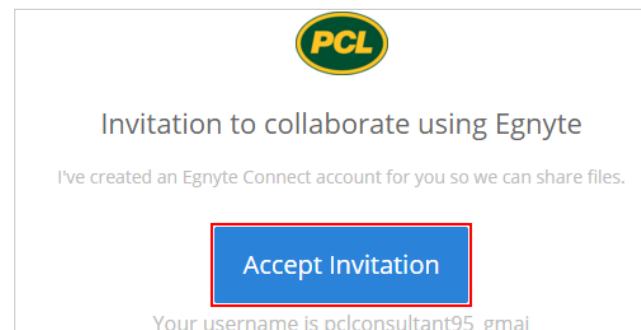 PCL
Invitation to collaborate using Egnyte
I've created an Egnyte Connect account for you so we can share files.
Accept Invitation
Your username is pclconsultant95_gmai